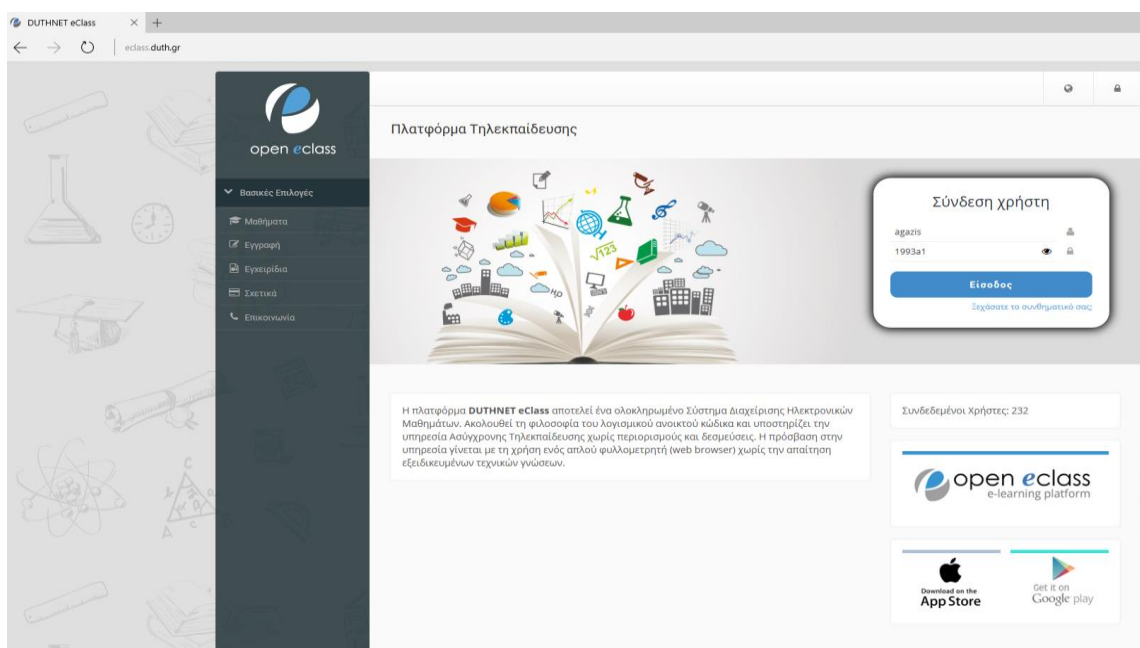 DUTHNET eClass
eclass.duth.gr
open eclass
Πλατφόρμα Τηλεκπαίδευσης
Βασικές Επιλογές
Μαθήματα
Εγγραφή
Εγχειρίδια
Σχετικά
Επικοινωνία
√123
HP
Σύνδεση χρήστη
agazis
1993a1
Είσοδος
Ξεχάσατε το συνθηματικό σας;
Η πλατφόρμα DUTHNET eClass αποτελεί ένα ολοκληρωμένο Σύστημα Διαχείρισης Ηλεκτρονικών
Μαθημάτων. Ακολουθεί τη φιλοσοφία του λογισμικού ανοικτού κώδικα και υποστηρίζει την
υπηρεσία Ασύγχρονης Τηλεκπαίδευσης χωρίς περιορισμούς και δεσμεύσεις. Η πρόσβαση στην
υπηρεσία γίνεται με τη χρήση ενός απλού φυλλομετρητή (web browser) χωρίς την απαίτηση
εξειδικευμένων τεχνικών γνώσεων.
Συνδεδεμένοι Χρήστες: 232
open eclass
e-learning platform
Download on the
App Store
Get it on
Google play